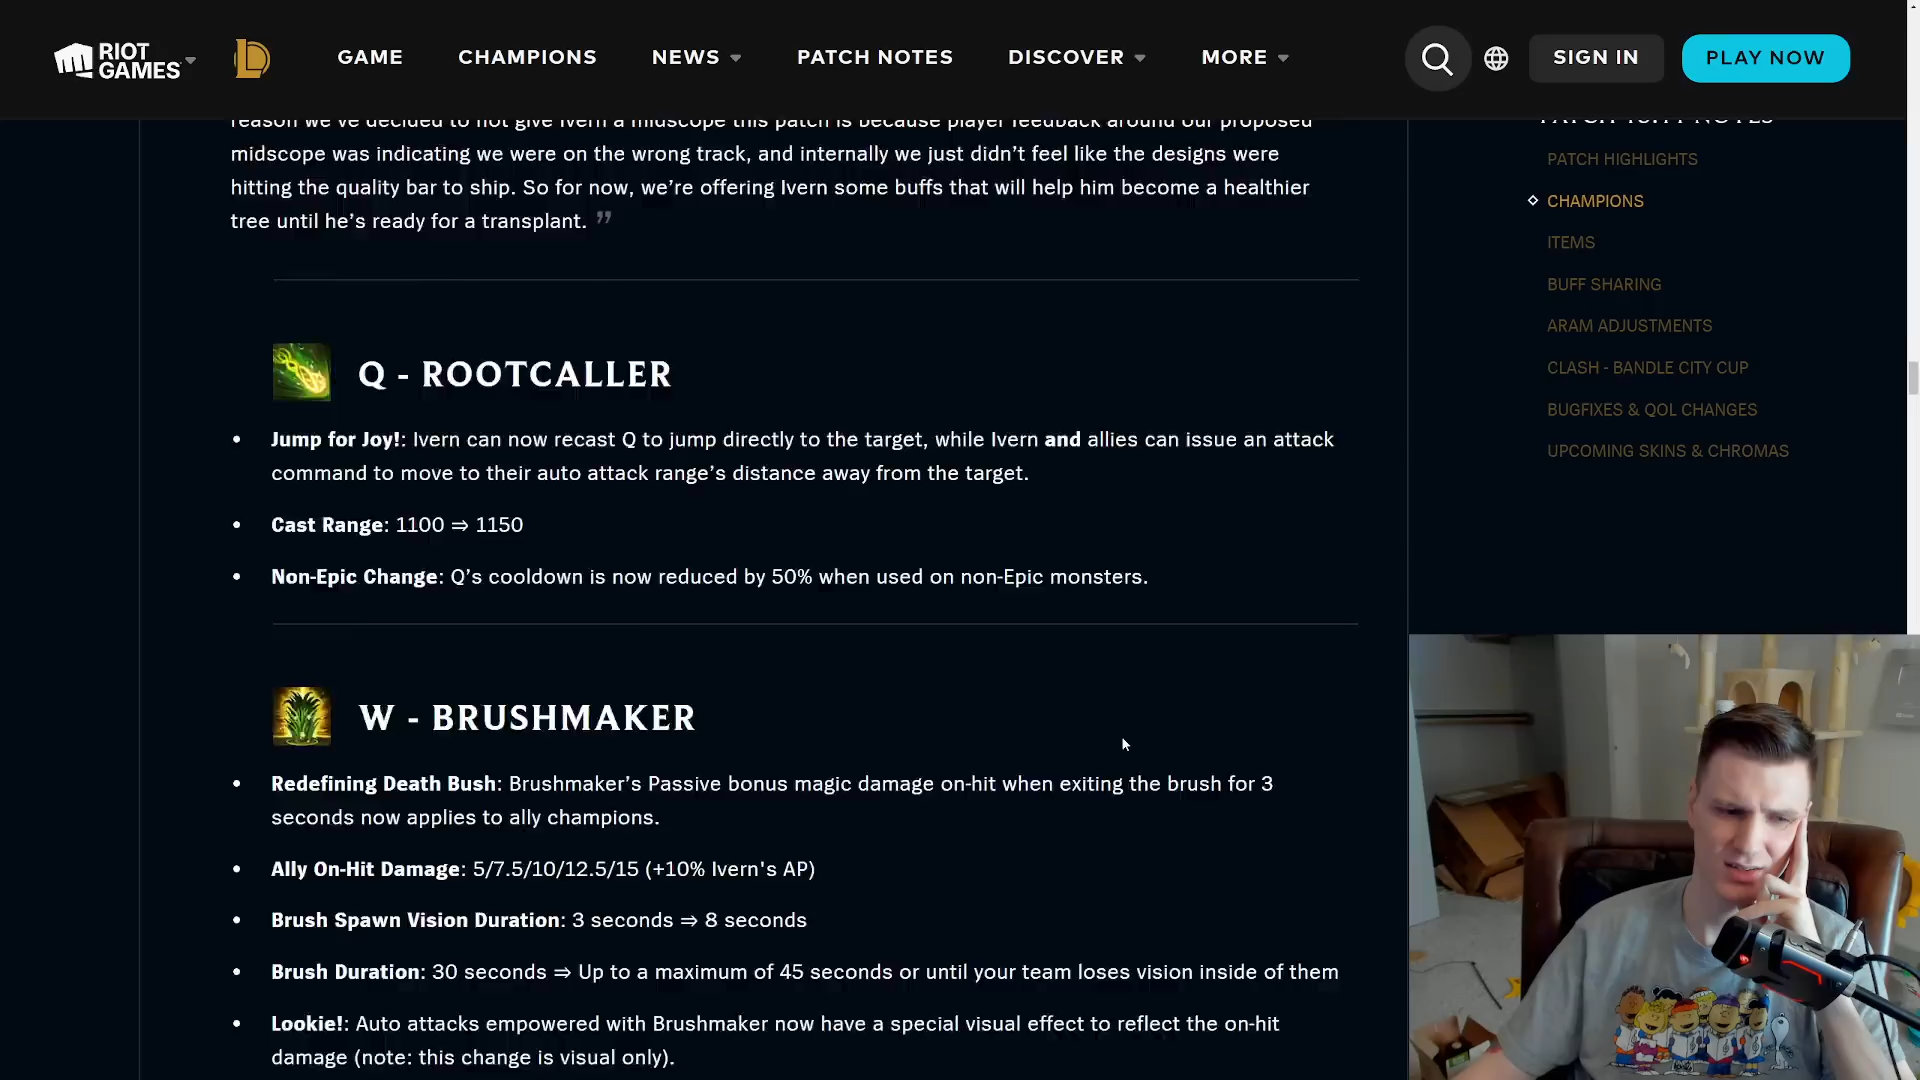 RIOT
GAMES
GAME
CHAMPIONS
NEWS
PATCH NOTES
DISCOVER
MORE
SIGN IN
PLAY NOW
reason we've decided to not give Ivern a midscope this patch is because player feedback around our proposed
midscope was indicating we were on the wrong track, and internally we just didn't feel like the designs were
hitting the quality bar to ship. So for now, we're offering Ivern some buffs that will help him become a healthier
tree until he's ready for a transplant. ”
Q - ROOTCALLER
• Jump for Joy!: Ivern can now recast Q to jump directly to the target, while Ivern and allies can issue an attack
command to move to their auto attack range's distance away from the target.
• Cast Range: 1100 ⇒ 1150
• Non-Epic Change: Q's cooldown is now reduced by 50% when used on non-Epic monsters.
W - BRUSHMAKER
• Redefining Death Bush: Brushmaker's Passive bonus magic damage on-hit when exiting the brush for 3
seconds now applies to ally champions.
• Ally On-Hit Damage: 5/7.5/10/12.5/15 (+10% Ivern's AP)
• Brush Spawn Vision Duration: 3 seconds ⇒ 8 seconds
• Brush Duration: 30 seconds ⇒ Up to a maximum of 45 seconds or until your team loses vision inside of them
• Lookie!: Auto attacks empowered with Brushmaker now have a special visual effect to reflect the on-hit
damage (note: this change is visual only).
NOTES
PATCH HIGHLIGHTS
CHAMPIONS
ITEMS
BUFF SHARING
ARAM ADJUSTMENTS
CLASH - BANDLE CITY CUP
BUGFIXES & QOL CHANGES
UPCOMING SKINS & CHROMAS